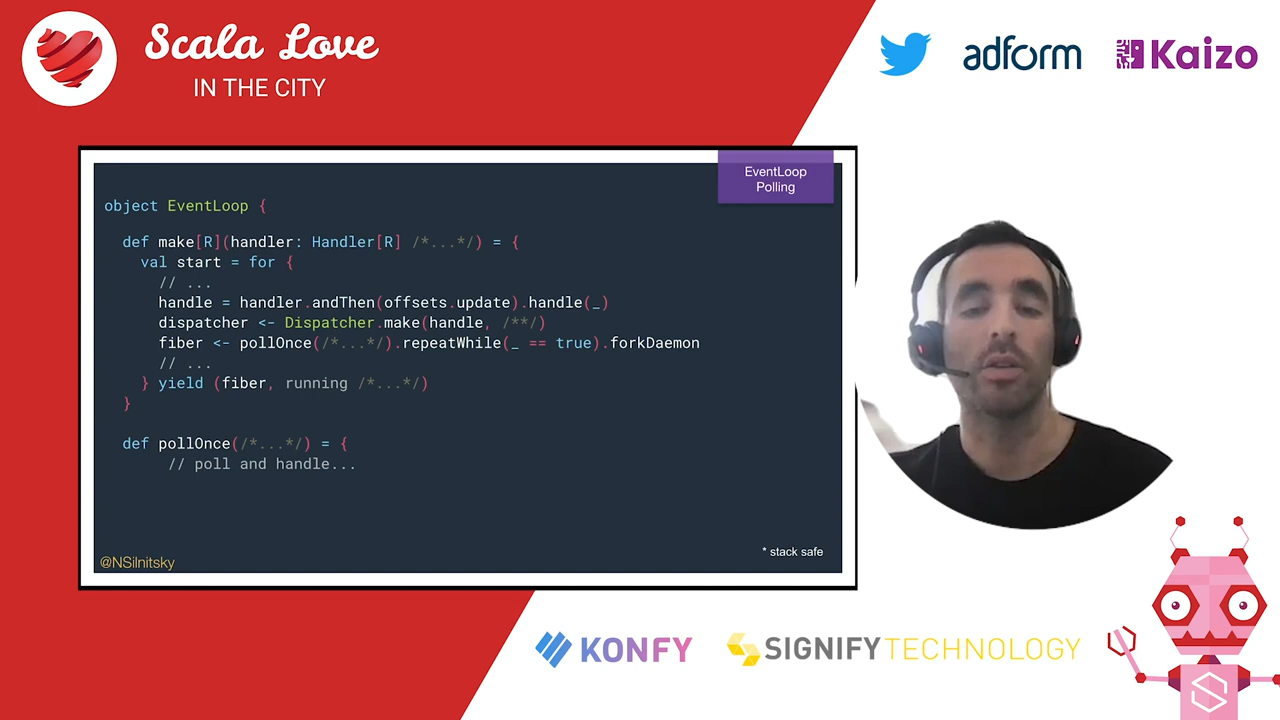 Scala Love
IN THE CITY
adform
Kaizo
EventLoop
Polling
object EventLoop {
def make[R](handler: Handler[R] /*...*/) = {
val start = for {
// ...
handle = handler.andThen(offsets.update).handle(_)
dispatcher <- Dispatcher.make(handle, /**/)
fiber <- pollOnce(/*...*/).repeatWhile(_ == true).forkDaemon
// ...
} yield (fiber, running /*...*/)
}
def pollOnce(/*...*/) = {
// poll and handle...
* stack safe
@NSilnitsky
KONFY
SIGNIFYTECHNOLOGY